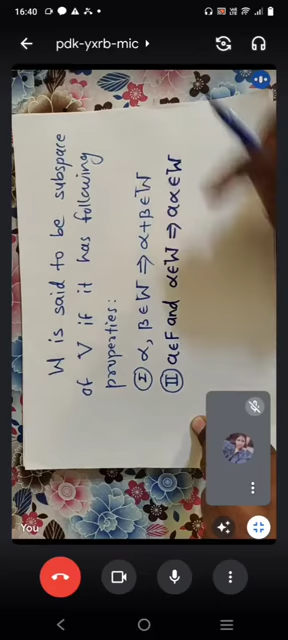 16:40
pdk-yxrb-mic
W is said to be subspace
of V if it has following
properties:
Ⓘ α, β ∈ W ⇒ α+β ∈ W
Ⓘ̲Ⓘ a ∈ F and α ∈ W ⇒ aα ∈ W
You